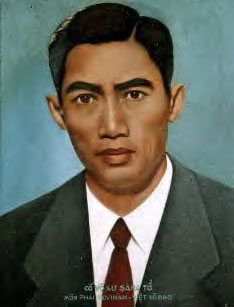 CỐ VÕ SƯ SÁNG TỔ
MÔN PHÁI VOVINAM - VIỆT VÕ ĐẠO